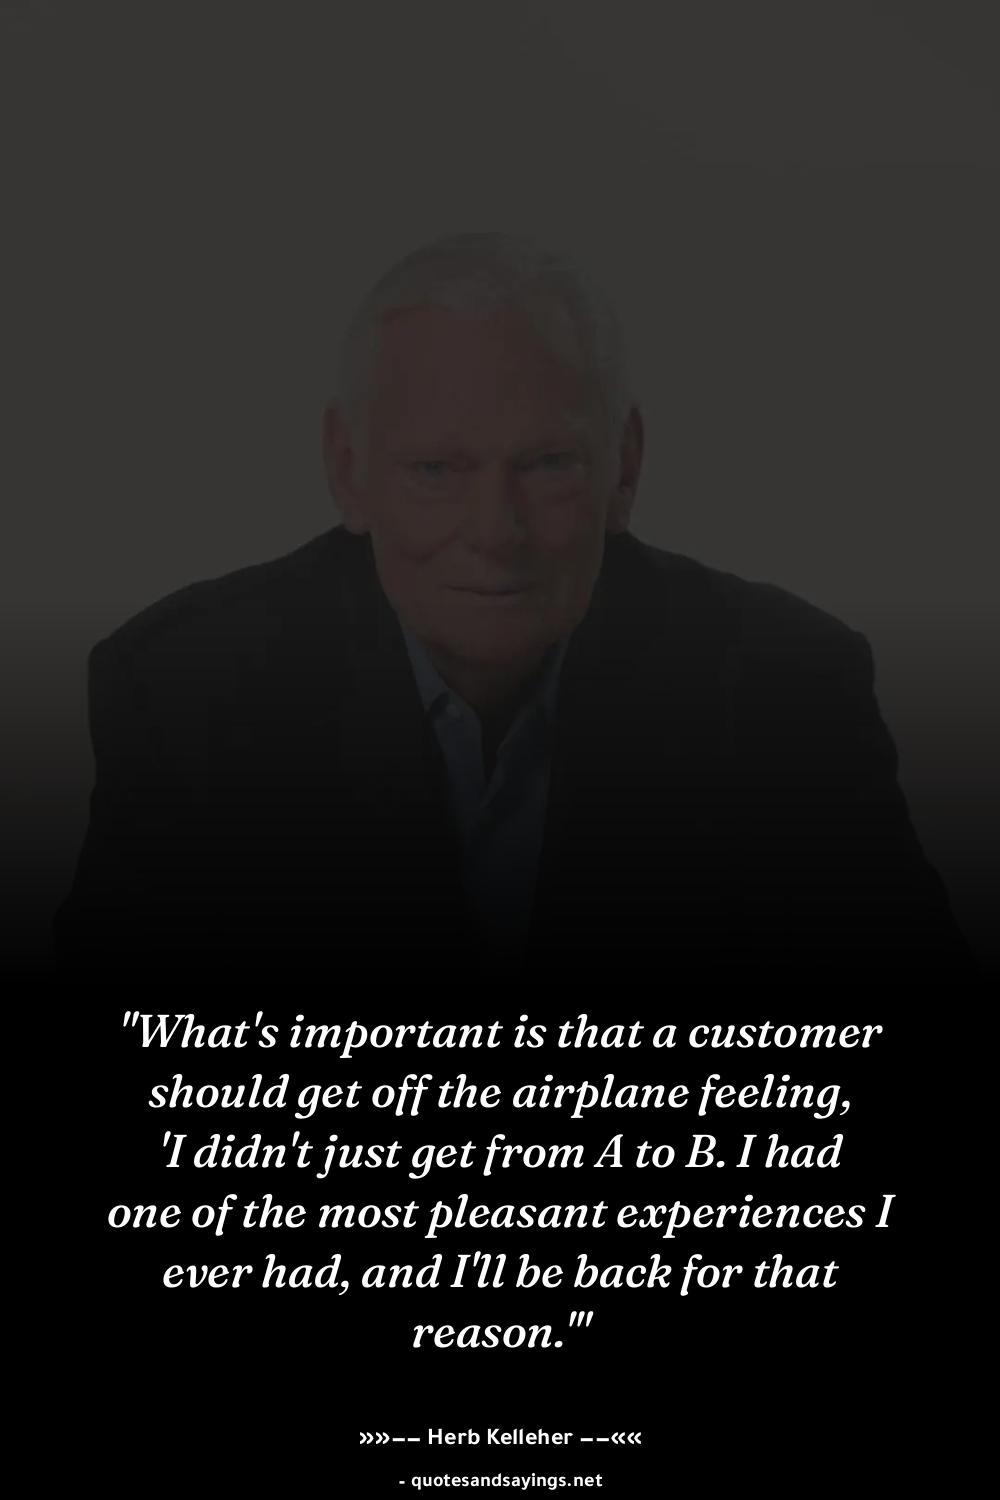 "What's important is that a customer
should get off the airplane feeling,
'I didn't just get from A to B. I had
one of the most pleasant experiences I
ever had, and I'll be back for that
reason.'"
»»—— Herb Kelleher ——««
- quotesandsayings.net